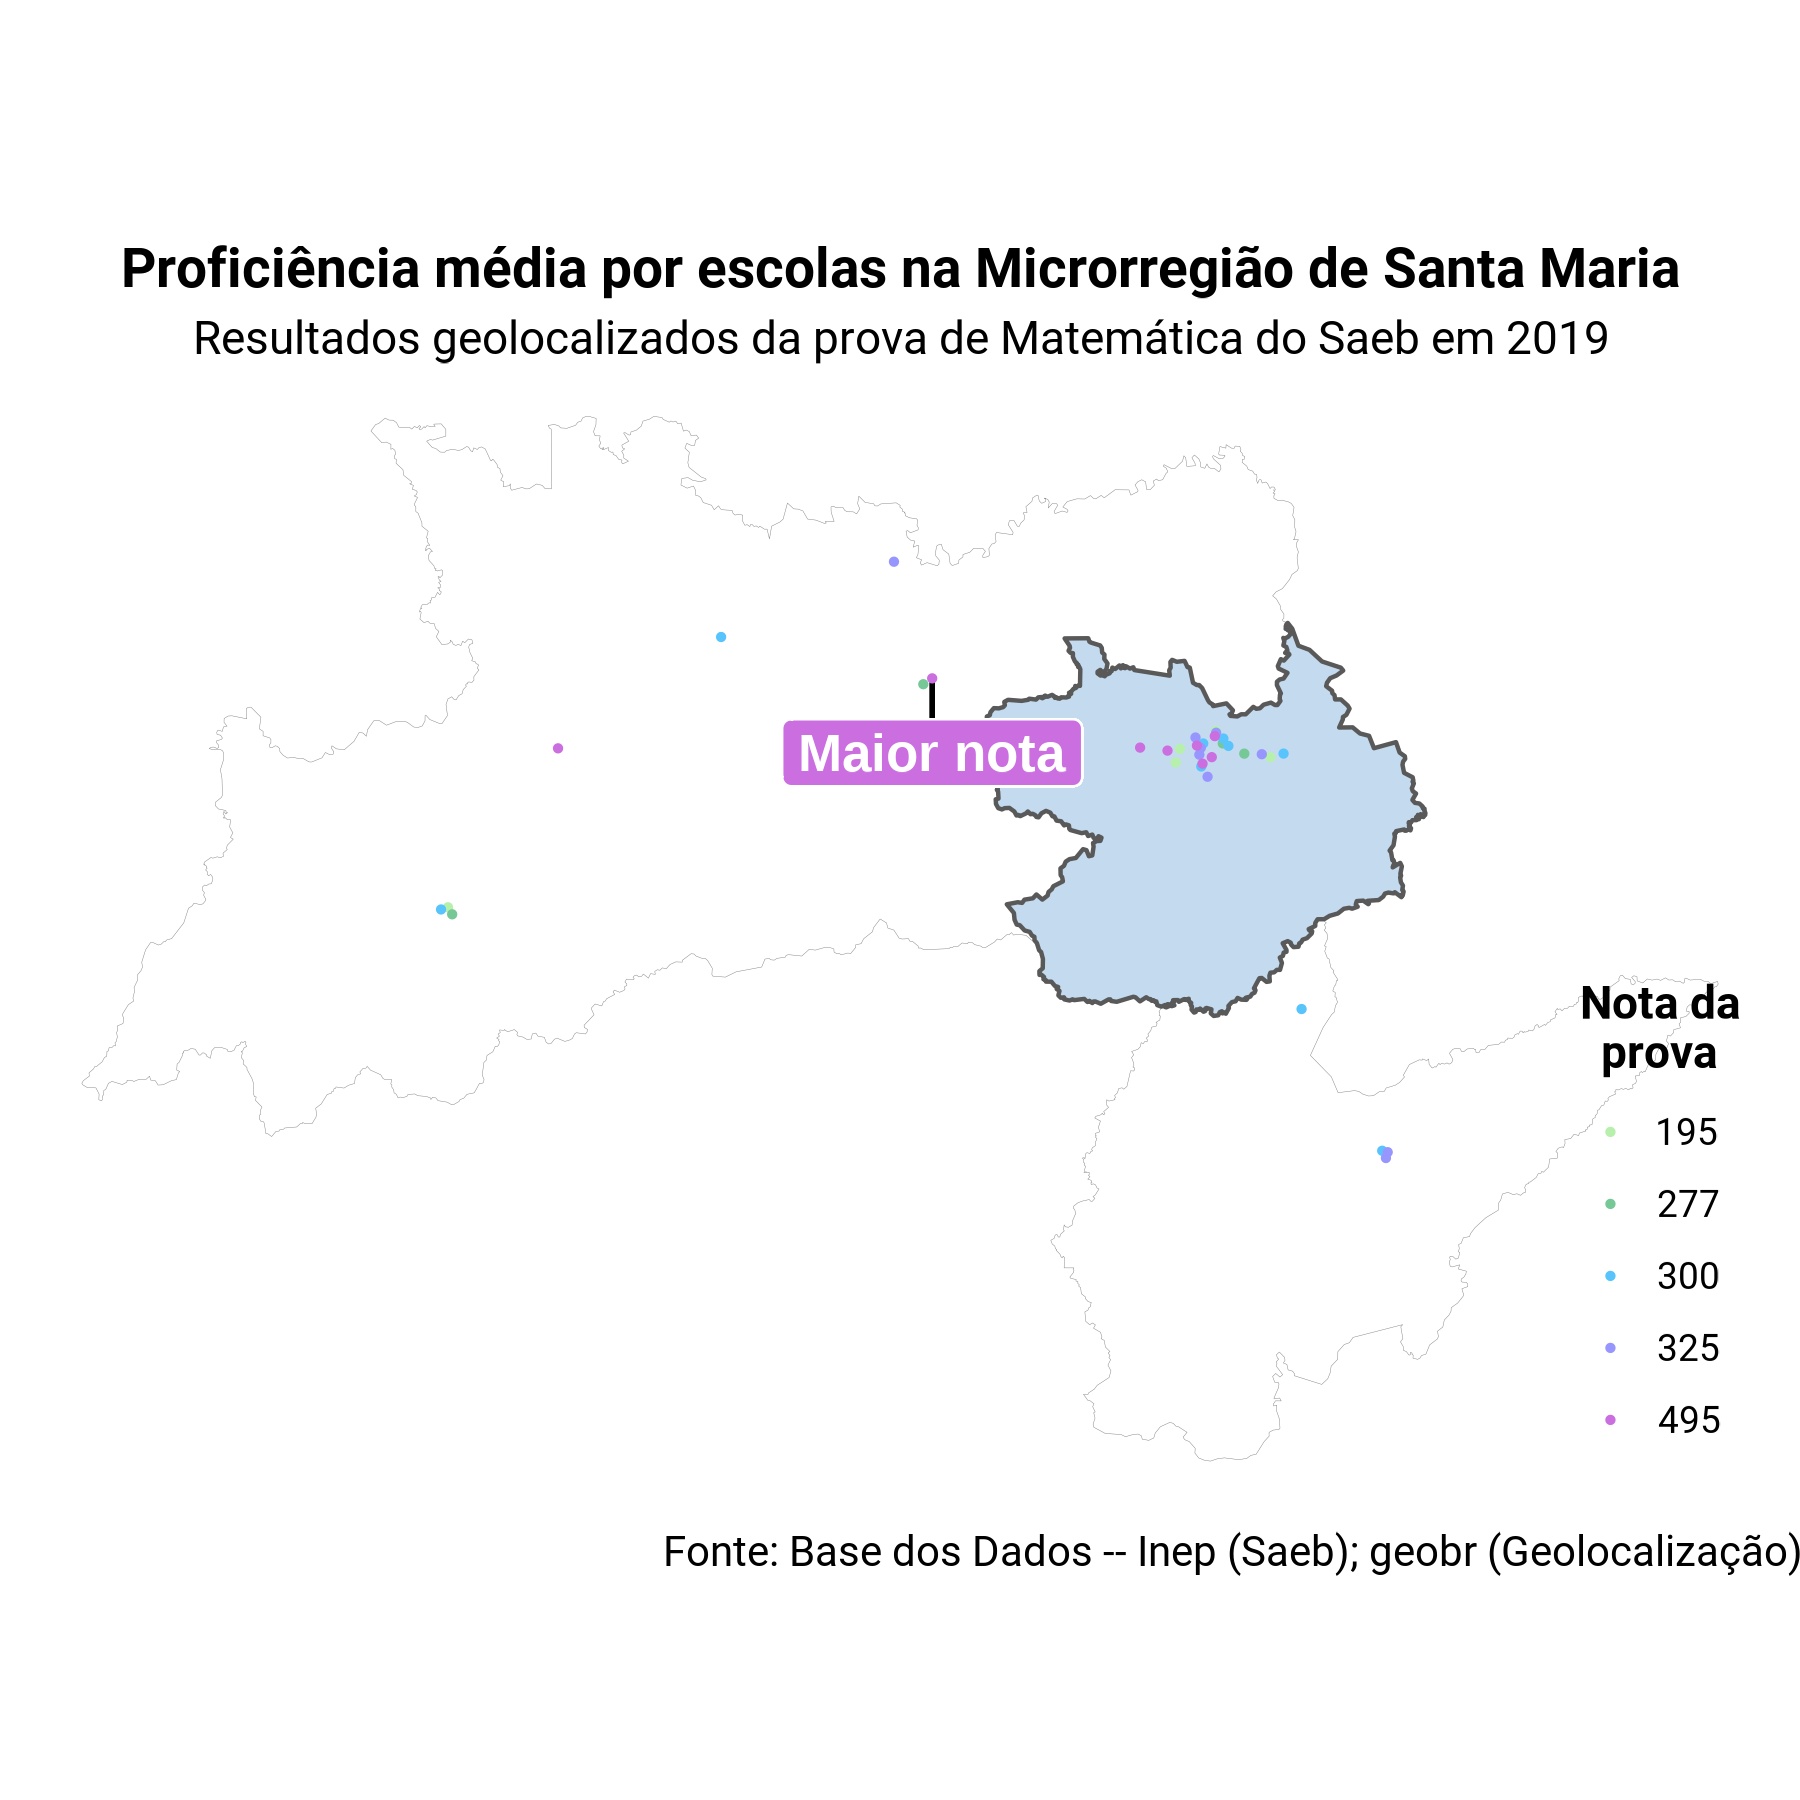 Proficiência média por escolas na Microrregião de Santa Maria
Resultados geolocalizados da prova de Matemática do Saeb em 2019
Maior nota
Nota da
prova
195
277
300
325
495
Fonte: Base dos Dados -- Inep (Saeb); geobr (Geolocalização)